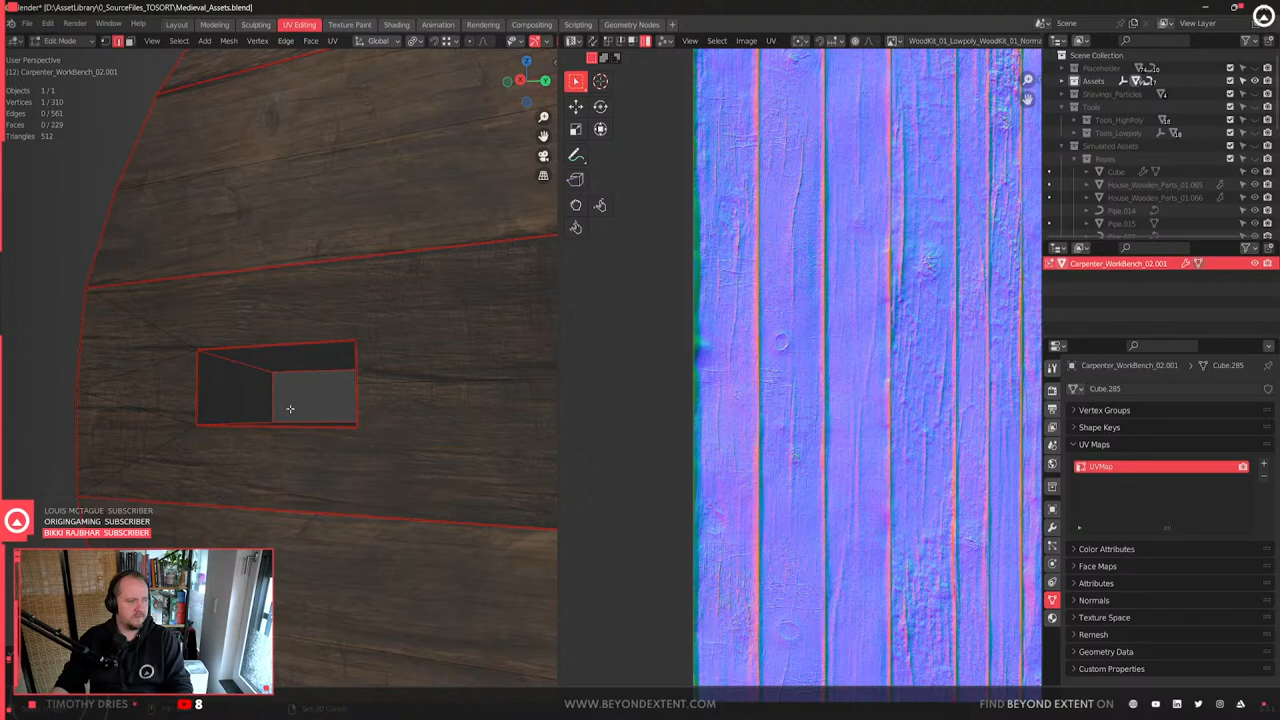 Blender* [D:\AssetLibrary\0_SourceFiles_TOSORT\Medieval_Assets.blend]
File Edit Render Window Help Layout Modeling Sculpting UV Editing Texture Paint Shading Animation Rendering Compositing Scripting Geometry Nodes + Scene View Layer
Edit Mode View Select Add Mesh Vertex Edge Face UV Global
View Select Image UV WoodKit_01_Lowpoly_WoodKit_01_Norma
User Perspective
(12) Carpenter_WorkBench_02.001
Objects 1/1
Vertices 1/310
Edges 0/561
Faces 0/229
Triangles 512
Z
X
Y
Scene Collection
Placeholder
Assets
Shavings_Particles
Tools
Tools_HighPoly
Tools_Lowpoly
Simulated Assets
Ropes
Cube
House_Wooden_Parts_01.065
House_Wooden_Parts_01.066
Pipe.014
Pipe.015
Carpenter_WorkBench_02.001
Carpenter_WorkBench_02.001 Cube.285
Cube.285
Vertex Groups
Shape Keys
UV Maps
UVMap
Color Attributes
Face Maps
Attributes
Normals
Texture Space
Remesh
Geometry Data
Custom Properties
LOUIS MCTAGUE SUBSCRIBER
ORIGINGAMING SUBSCRIBER
BIKKI RAJBHAR SUBSCRIBER
TIMOTHY DRIES 8 WWW.BEYONDEXTENT.COM FIND BEYOND EXTENT ON